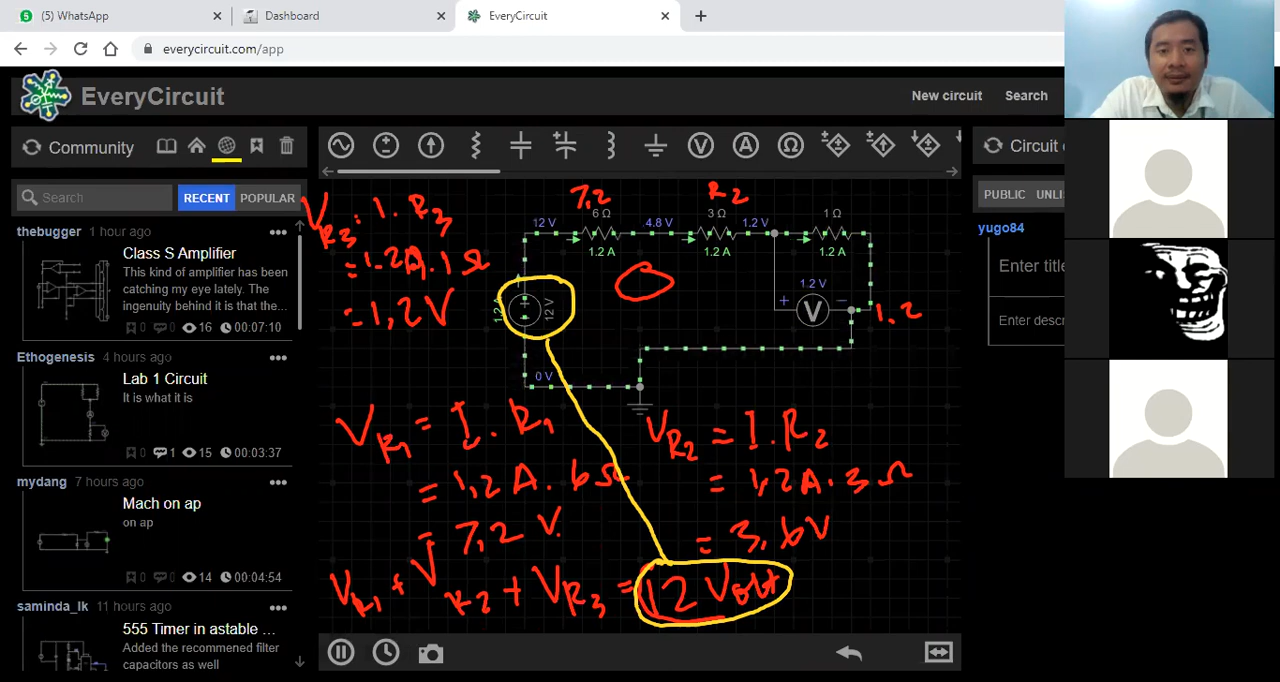 (5) WhatsApp
Dashboard
EveryCircuit
everycircuit.com/app
EveryCircuit
New circuit
Search
Community
Search
RECENT
POPULAR
thebugger 1 hour ago
Class S Amplifier
This kind of amplifier has been
catching my eye lately. The
ingenuity behind it is that the
0 0 16 00:07:10
Ethogenesis 4 hours ago
Lab 1 Circuit
It is what it is
0 1 15 00:03:37
mydang 7 hours ago
Mach on ap
on ap
0 0 14 00:04:54
saminda_lk 11 hours ago
555 Timer in astable ...
Added the recommened filter
capacitors as well
V A Ω
VR3 = I . R3
= 1.2A . 1 Ω
= 1,2 V
7,2
R2
6 Ω
3 Ω
1 Ω
12 V
4.8 V
1.2 V
1.2 A
1.2 A
1.2 A
1.2 V
+ V −
1.2
1.2 A
12 V
0 V
VR1 = I . R1
= 1,2 A . 6 Ω
= 7,2 V
VR2 = I . R2
= 1,2A . 3 Ω
= 3,6V
VR1 + VR2 + VR3 = 12 Volt
Circuit
PUBLIC
UNLI
yugo84
Enter title
Enter descr